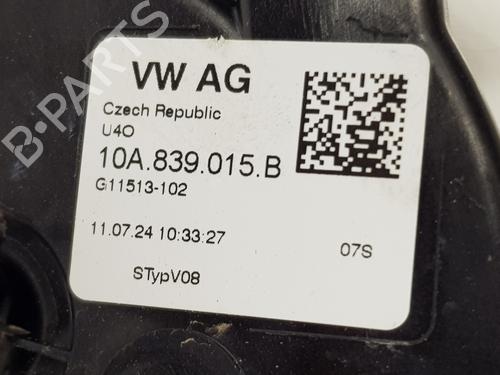 B-PARTS
VW AG
Czech Republic
U4O
10A.839.015.B
G11513-102
11.07.24 10:33:27
07S
STypV08